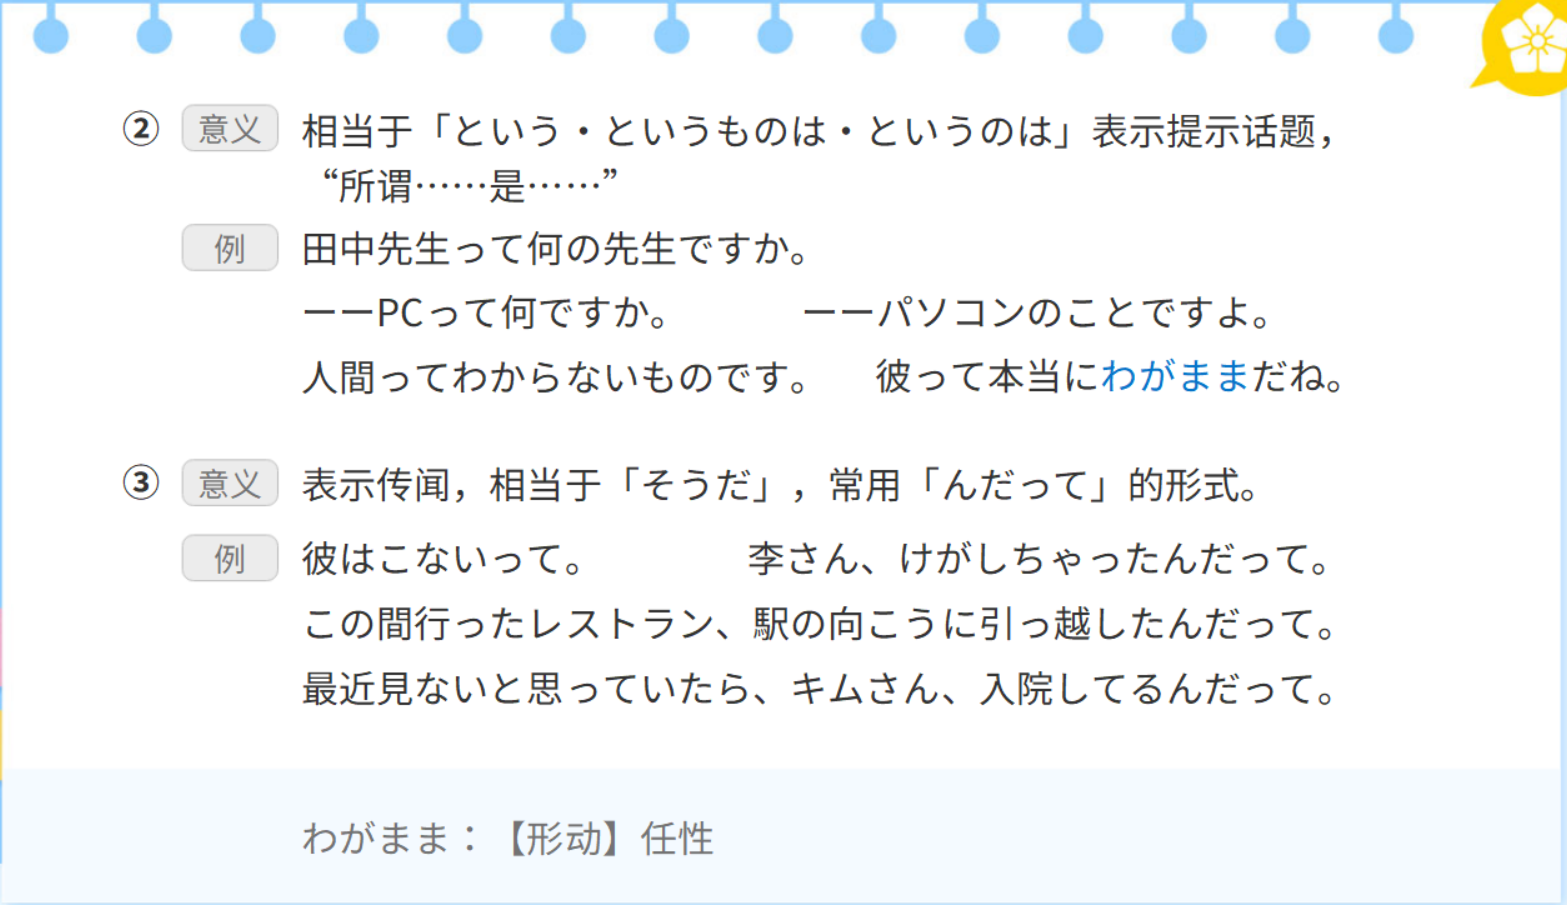 ② 意义 相当于「という・というものは・というのは」表示提示话题，
“所谓……是……”
例 田中先生って何の先生ですか。
ーーPCって何ですか。 ーーパソコンのことですよ。
人間ってわからないものです。 彼って本当にわがままだね。
③ 意义 表示传闻，相当于「そうだ」，常用「んだって」的形式。
例 彼はこないって。 李さん、けがしちゃったんだって。
この間行ったレストラン、駅の向こうに引っ越したんだって。
最近見ないと思っていたら、キムさん、入院してるんだって。
わがまま：【形动】任性